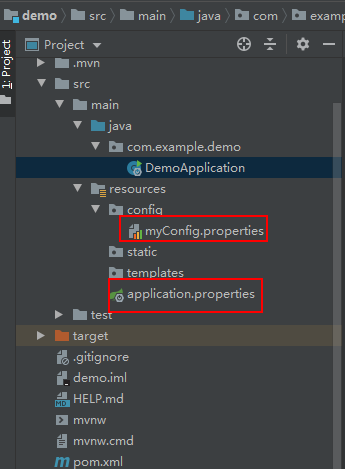 demo src main java com examp
1: Project
Project
.mvn
src
main
java
com.example.demo
DemoApplication
resources
config
myConfig.properties
static
templates
application.properties
test
target
.gitignore
demo.iml
HELP.md
mvnw
mvnw.cmd
pom.xml